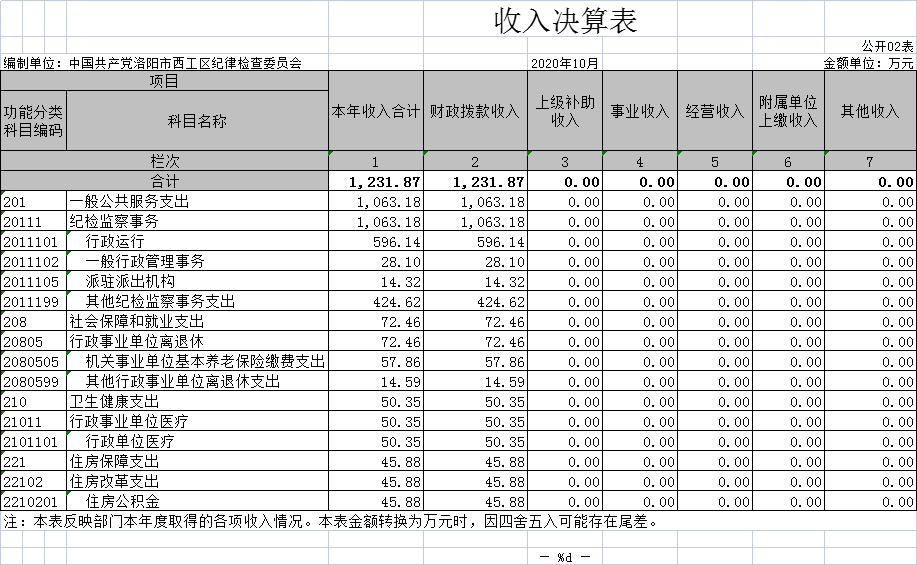 收入决算表
公开02表
编制单位：中国共产党洛阳市西工区纪律检查委员会 2020年10月 金额单位：万元
项目 本年收入合计 财政拨款收入 上级补助收入 事业收入 经营收入 附属单位上缴收入 其他收入
功能分类科目编码 科目名称
栏次 1 2 3 4 5 6 7
合计 1,231.87 1,231.87 0.00 0.00 0.00 0.00 0.00
201 一般公共服务支出 1,063.18 1,063.18 0.00 0.00 0.00 0.00 0.00
20111 纪检监察事务 1,063.18 1,063.18 0.00 0.00 0.00 0.00 0.00
2011101 行政运行 596.14 596.14 0.00 0.00 0.00 0.00 0.00
2011102 一般行政管理事务 28.10 28.10 0.00 0.00 0.00 0.00 0.00
2011105 派驻派出机构 14.32 14.32 0.00 0.00 0.00 0.00 0.00
2011199 其他纪检监察事务支出 424.62 424.62 0.00 0.00 0.00 0.00 0.00
208 社会保障和就业支出 72.46 72.46 0.00 0.00 0.00 0.00 0.00
20805 行政事业单位离退休 72.46 72.46 0.00 0.00 0.00 0.00 0.00
2080505 机关事业单位基本养老保险缴费支出 57.86 57.86 0.00 0.00 0.00 0.00 0.00
2080599 其他行政事业单位离退休支出 14.59 14.59 0.00 0.00 0.00 0.00 0.00
210 卫生健康支出 50.35 50.35 0.00 0.00 0.00 0.00 0.00
21011 行政事业单位医疗 50.35 50.35 0.00 0.00 0.00 0.00 0.00
2101101 行政单位医疗 50.35 50.35 0.00 0.00 0.00 0.00 0.00
221 住房保障支出 45.88 45.88 0.00 0.00 0.00 0.00 0.00
22102 住房改革支出 45.88 45.88 0.00 0.00 0.00 0.00 0.00
2210201 住房公积金 45.88 45.88 0.00 0.00 0.00 0.00 0.00
注：本表反映部门本年度取得的各项收入情况。本表金额转换为万元时，因四舍五入可能存在尾差。
— %d —